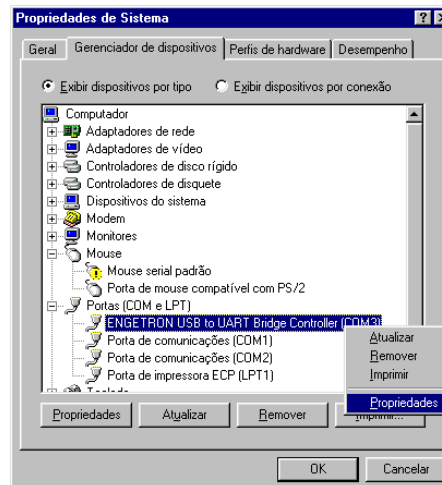 Propriedades de Sistema
Geral Gerenciador de dispositivos Perfis de hardware Desempenho
Exibir dispositivos por tipo Exibir dispositivos por conexão
Computador
Adaptadores de rede
Adaptadores de vídeo
Controladores de disco rígido
Controladores de disquete
Dispositivos do sistema
Modem
Monitores
Mouse
Mouse serial padrão
Porta de mouse compatível com PS/2
Portas (COM e LPT)
ENGETRON USB to UART Bridge Controller (COM3)
Porta de comunicações (COM1)
Porta de comunicações (COM2)
Porta de impressora ECP (LPT1)
Atualizar
Remover
Imprimir
Propriedades
Propriedades Atualizar Remover
OK Cancelar